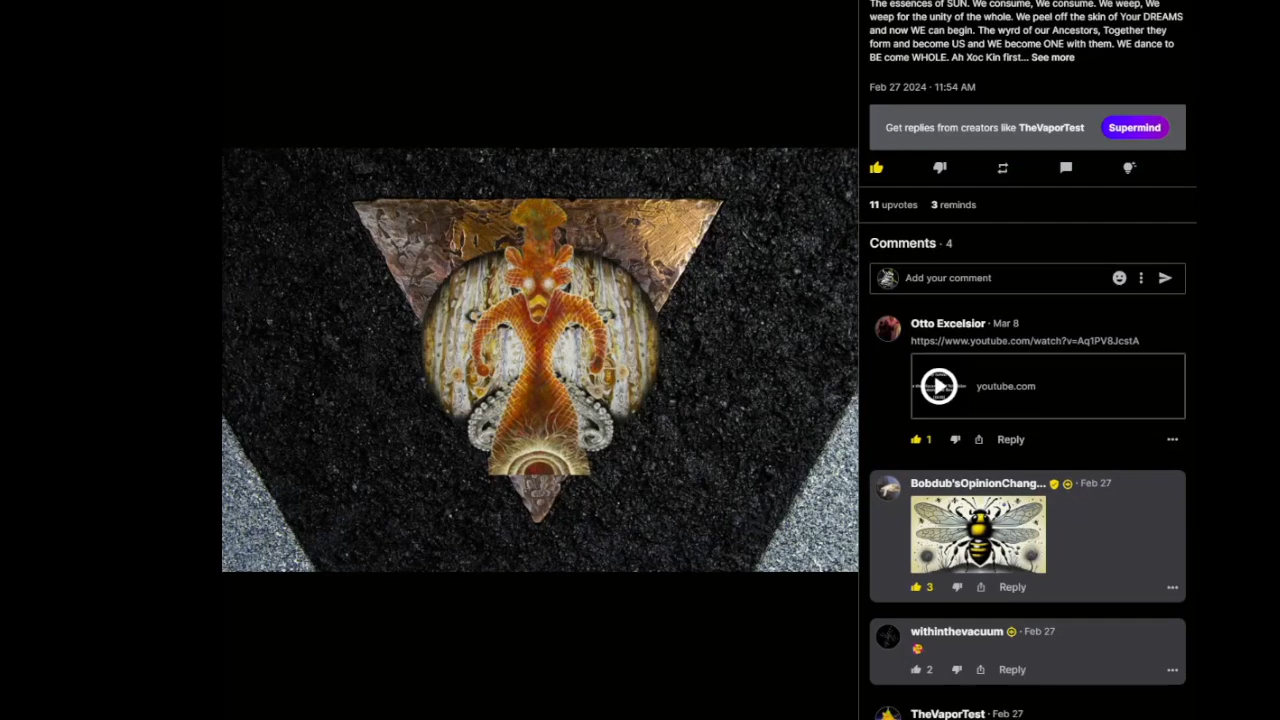 The essences of SUN. We consume, We consume. We weep, We
weep for the unity of the whole. We peel off the skin of Your DREAMS
and now WE can begin. The wyrd of our Ancestors, Together they
form and become US and WE become ONE with them. WE dance to
BE come WHOLE. Ah Xoc Kin first... See more
Feb 27 2024 · 11:54 AM
Get replies from creators like TheVaporTest
Supermind
11 upvotes 3 reminds
Comments · 4
Add your comment
Otto Excelsior · Mar 8
https://www.youtube.com/watch?v=Aq1PV8JcstA
youtube.com
1 Reply
Bobdub'sOpinionChang... · Feb 27
3 Reply
withinthevacuum · Feb 27
2 Reply
TheVaporTest · Feb 27